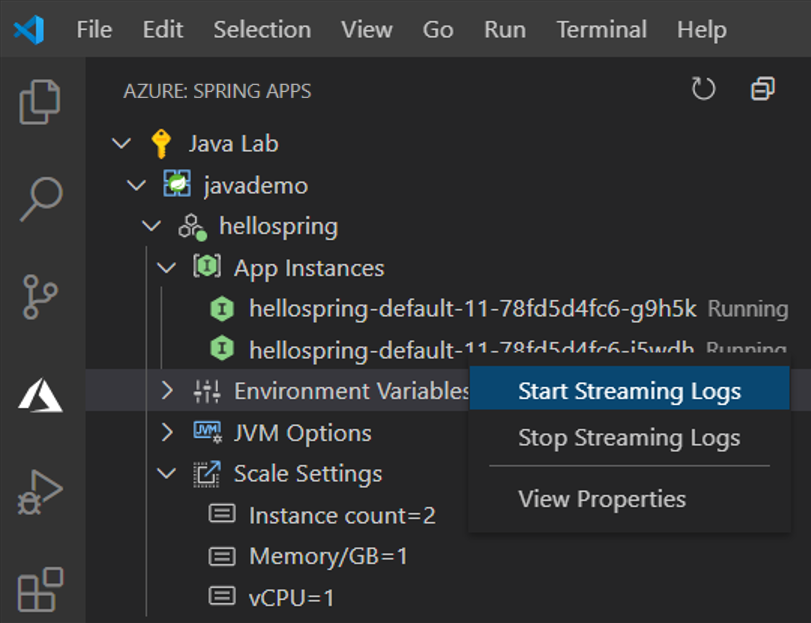 File Edit Selection View Go Run Terminal Help
AZURE: SPRING APPS
Java Lab
javademo
hellospring
App Instances
hellospring-default-11-78fd5d4fc6-g9h5k Running
hellospring-default-11-78fd5d4fc6-j5wdh Running
Environment Variables
Start Streaming Logs
JVM Options
Stop Streaming Logs
Scale Settings
View Properties
Instance count=2
Memory/GB=1
vCPU=1